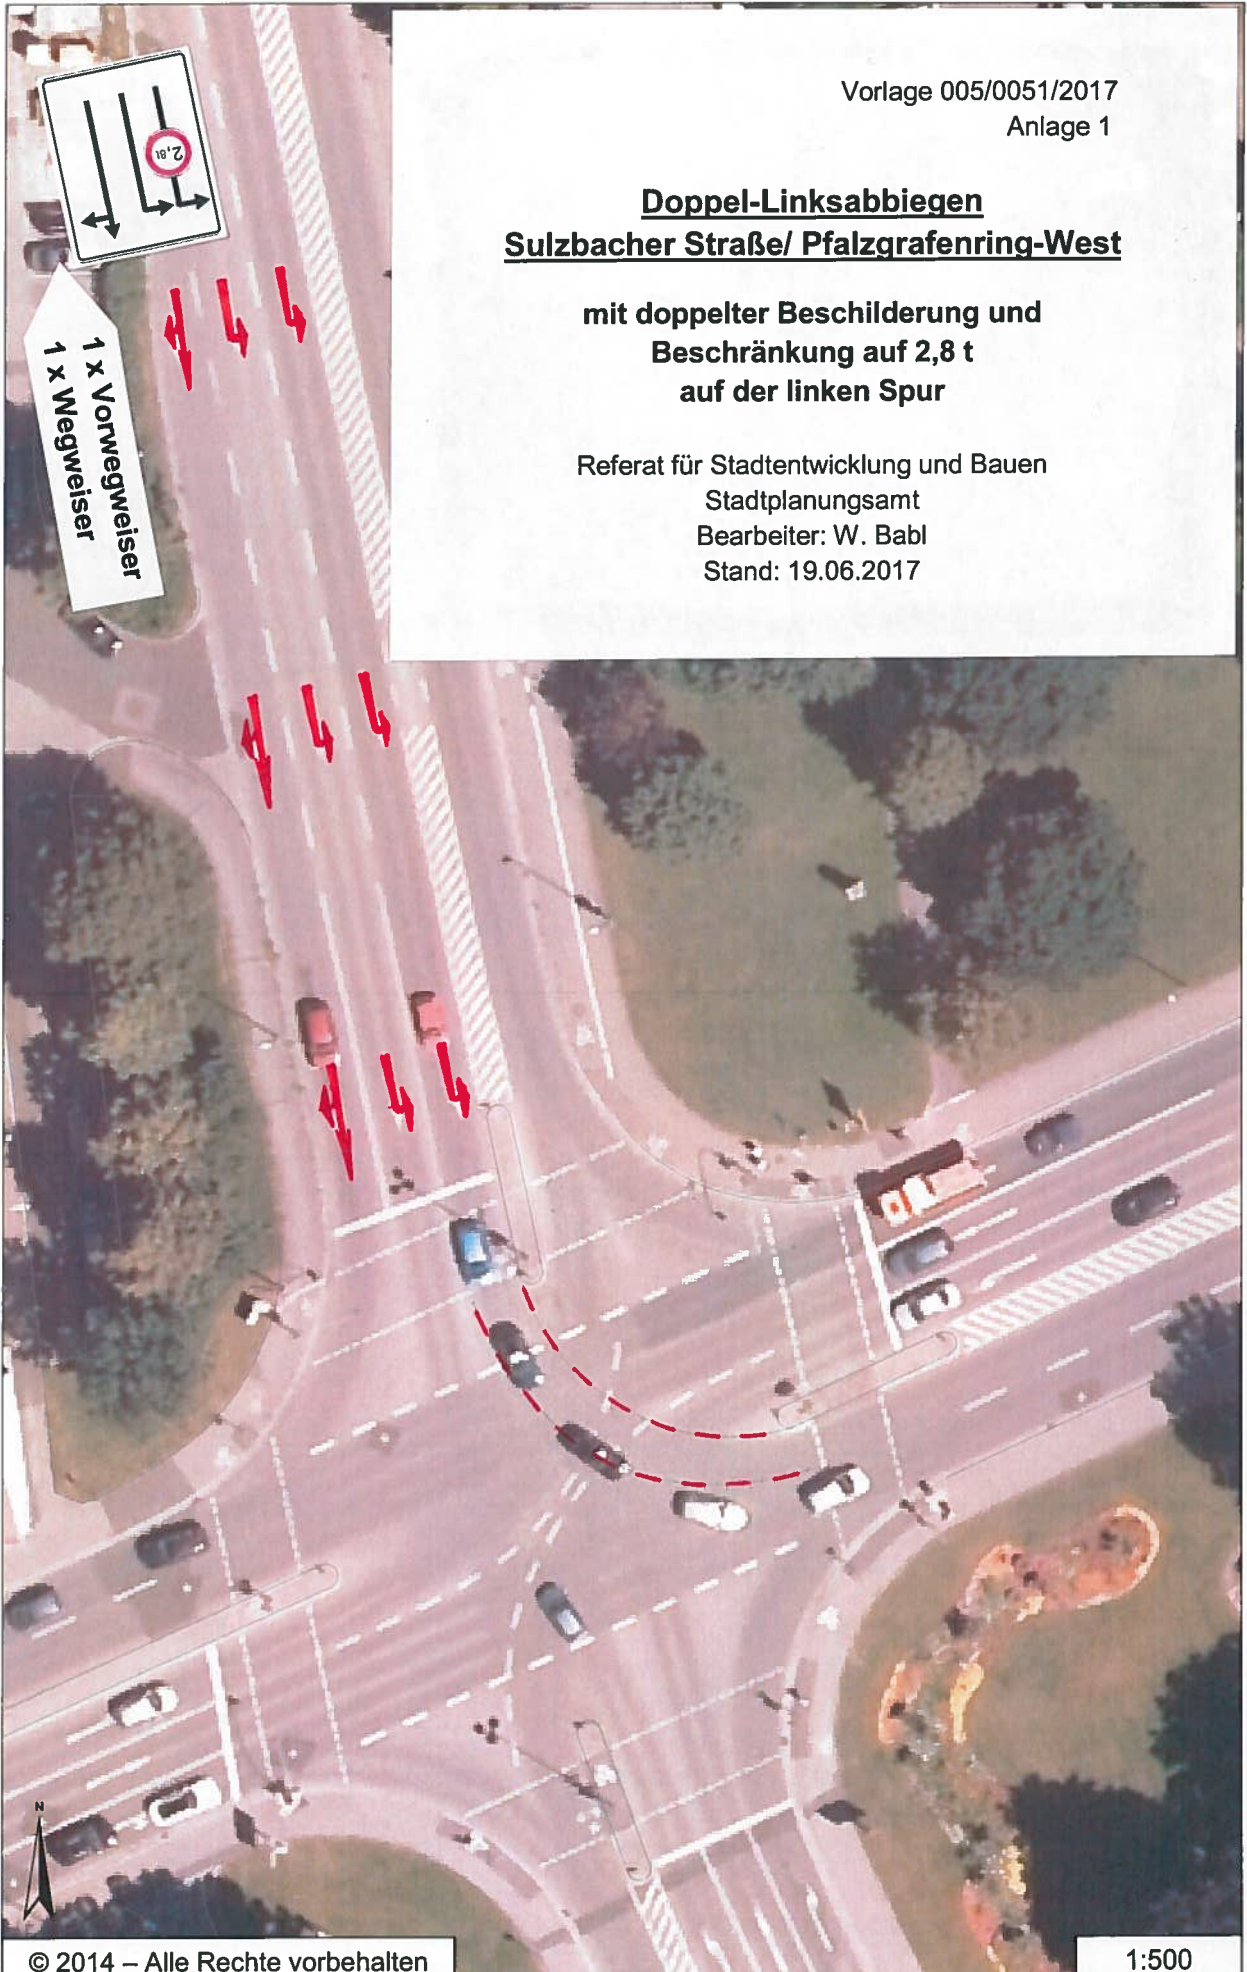 Vorlage 005/0051/2017
Anlage 1
Doppel-Linksabbiegen
Sulzbacher Straße/ Pfalzgrafenring-West
mit doppelter Beschilderung und
Beschränkung auf 2,8 t
auf der linken Spur
Referat für Stadtentwicklung und Bauen
Stadtplanungsamt
Bearbeiter: W. Babl
Stand: 19.06.2017
2,8t
1 x Vorwegweiser
1 x Wegweiser
N
© 2014 – Alle Rechte vorbehalten
1:500